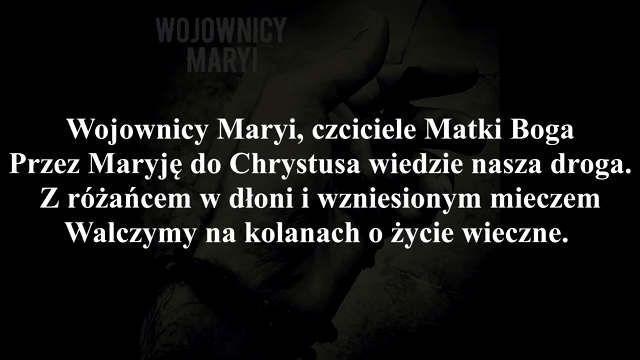 WOJOWNICY
MARYI
Wojownicy Maryi, czciciele Matki Boga
Przez Maryję do Chrystusa wiedzie nasza droga.
Z różańcem w dłoni i wzniesionym mieczem
Walczymy na kolanach o życie wieczne.